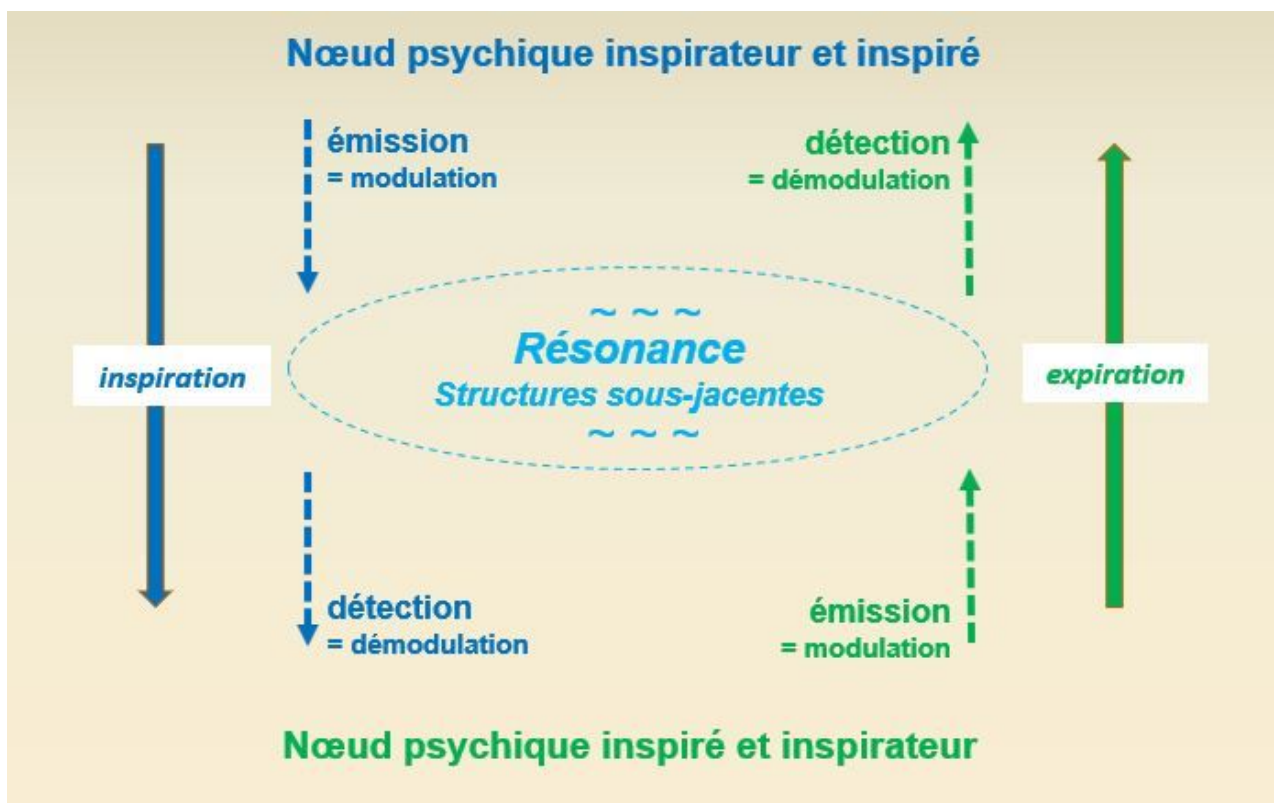 Nœud psychique inspirateur et inspiré
émission
= modulation
détection
= démodulation
~ ~ ~
Résonance
Structures sous-jacentes
~ ~ ~
inspiration
expiration
détection
= démodulation
émission
= modulation
Nœud psychique inspiré et inspirateur